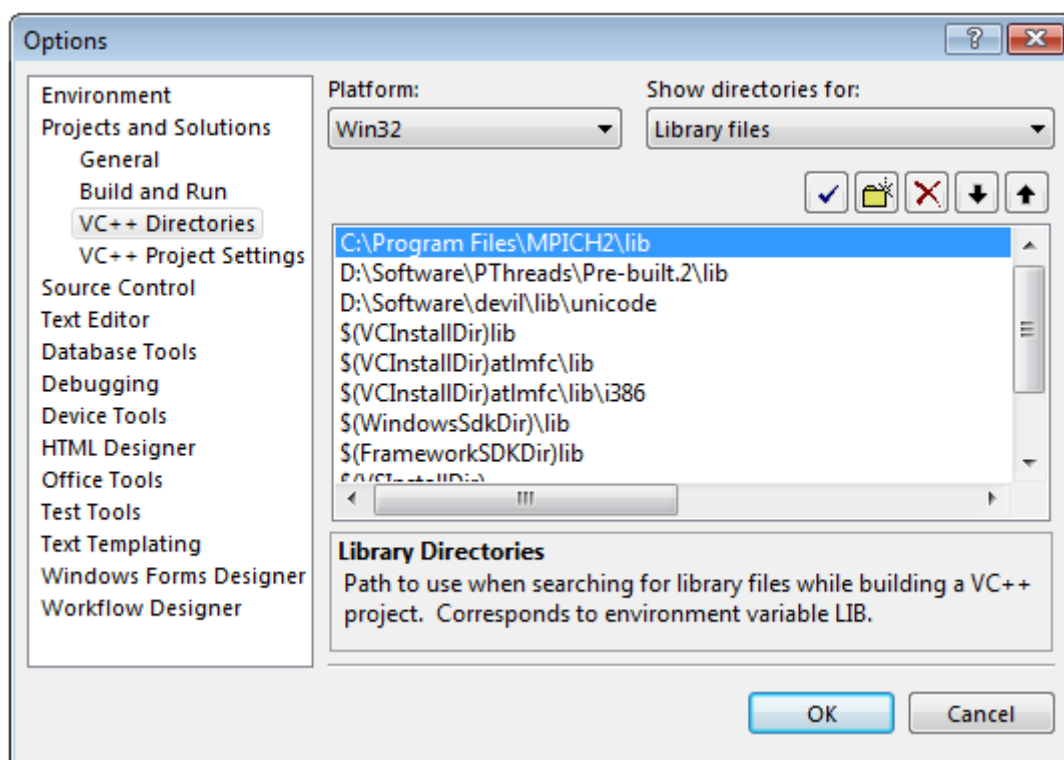 Options
Environment
Projects and Solutions
General
Build and Run
VC++ Directories
VC++ Project Settings
Source Control
Text Editor
Database Tools
Debugging
Device Tools
HTML Designer
Office Tools
Test Tools
Text Templating
Windows Forms Designer
Workflow Designer
Platform:
Win32
Show directories for:
Library files
C:\Program Files\MPICH2\lib
D:\Software\PThreads\Pre-built.2\lib
D:\Software\devil\lib\unicode
$(VCInstallDir)lib
$(VCInstallDir)atlmfc\lib
$(VCInstallDir)atlmfc\lib\i386
$(WindowsSdkDir)\lib
$(FrameworkSDKDir)lib
$(VSInstallDir)
Library Directories
Path to use when searching for library files while building a VC++
project.  Corresponds to environment variable LIB.
OK
Cancel